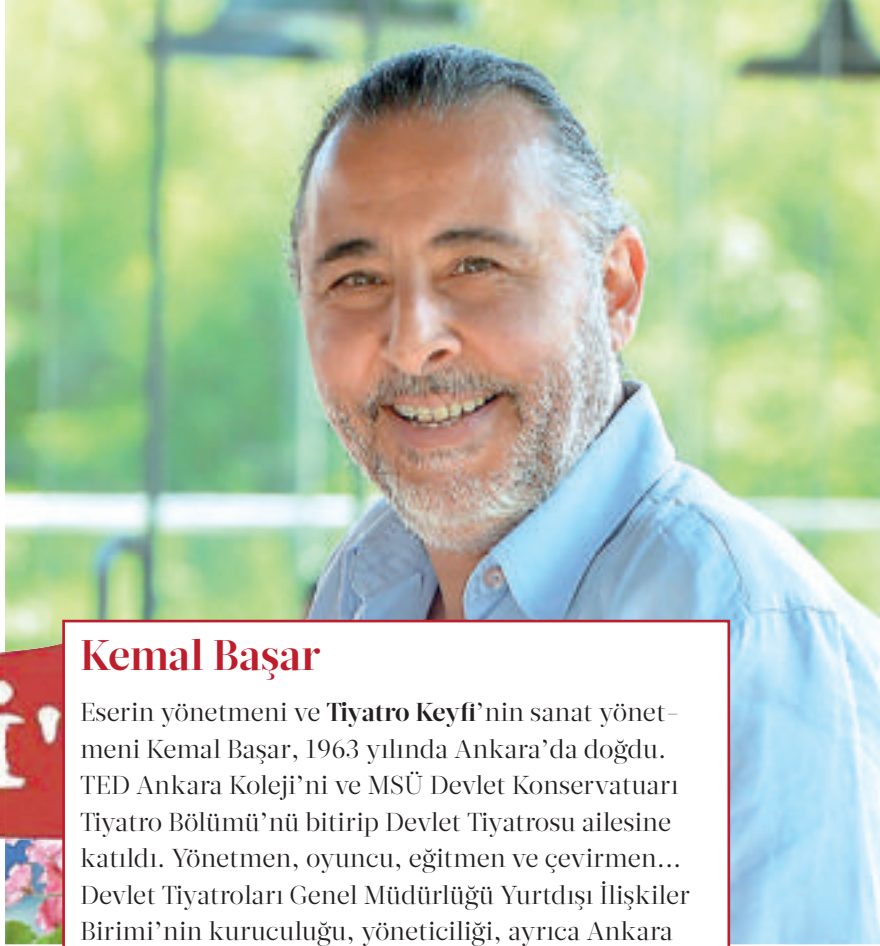 Kemal Başar
Eserin yönetmeni ve Tiyatro Keyfi'nin sanat yönet-
meni Kemal Başar, 1963 yılında Ankara'da doğdu.
TED Ankara Koleji'ni ve MSÜ Devlet Konservatuarı
Tiyatro Bölümü'nü bitirip Devlet Tiyatrosu ailesine
katıldı. Yönetmen, oyuncu, eğitmen ve çevirmen...
Devlet Tiyatroları Genel Müdürlüğü Yurtdışı İlişkiler
Birimi'nin kuruculuğu, yöneticiliği, ayrıca Ankara